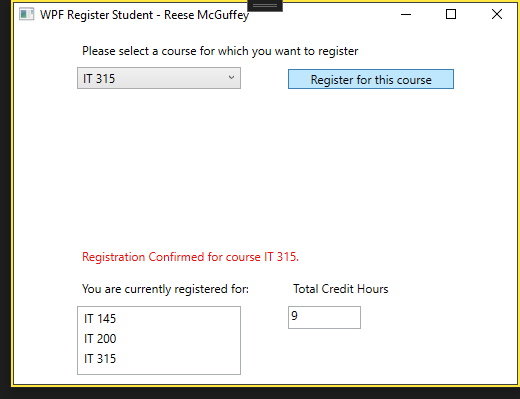 WPF Register Student - Reese McGuffey
Please select a course for which you want to register
IT 315
Register for this course
Registration Confirmed for course IT 315.
You are currently registered for:
Total Credit Hours
IT 145
9
IT 200
IT 315